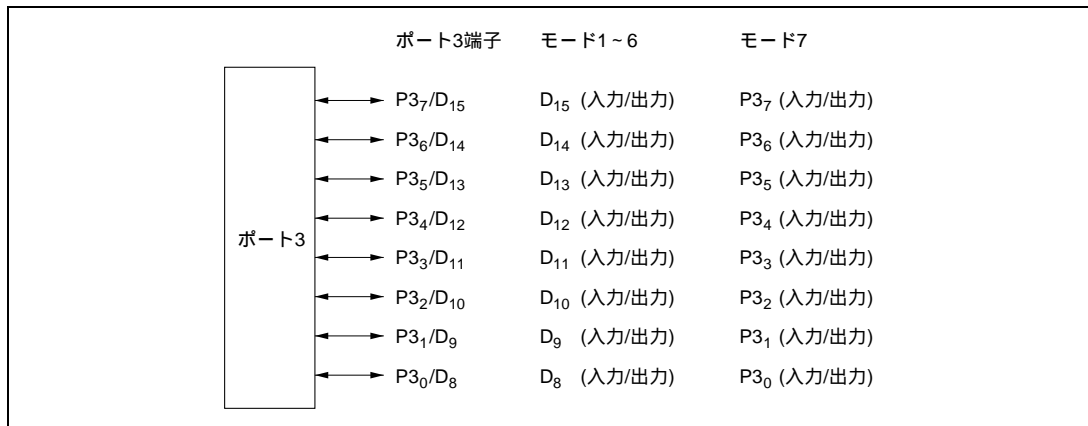 ポート3端子 モード1~6 モード7
P3₇/D₁₅ D₁₅ (入力/出力) P3₇ (入力/出力)
P3₆/D₁₄ D₁₄ (入力/出力) P3₆ (入力/出力)
P3₅/D₁₃ D₁₃ (入力/出力) P3₅ (入力/出力)
P3₄/D₁₂ D₁₂ (入力/出力) P3₄ (入力/出力)
ポート3
P3₃/D₁₁ D₁₁ (入力/出力) P3₃ (入力/出力)
P3₂/D₁₀ D₁₀ (入力/出力) P3₂ (入力/出力)
P3₁/D₉ D₉ (入力/出力) P3₁ (入力/出力)
P3₀/D₈ D₈ (入力/出力) P3₀ (入力/出力)